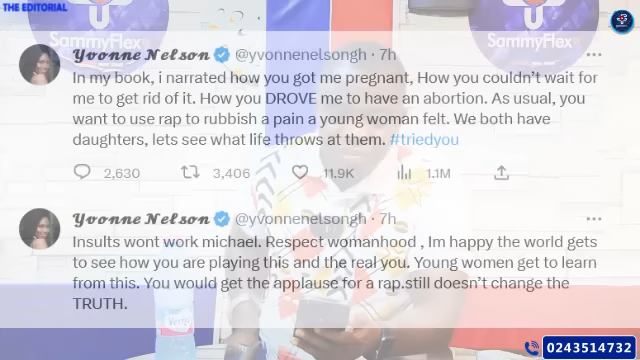 THE EDITORIAL
SammyFlex
SammyFlex
Yvonne Nelson @yvonnenelsongh · 7h
In my book, i narrated how you got me pregnant, How you couldn't wait for
me to get rid of it. How you DROVE me to have an abortion. As usual, you
want to use rap to rubbish a pain a young woman felt. We both have
daughters, lets see what life throws at them. #triedyou
2,630 3,406 11.9K 1.1M
Yvonne Nelson @yvonnenelsongh · 7h
Insults wont work michael. Respect womanhood , Im happy the world gets
to see how you are playing this and the real you. Young women get to learn
from this. You would get the applause for a rap.still doesn't change the
TRUTH.
0243514732